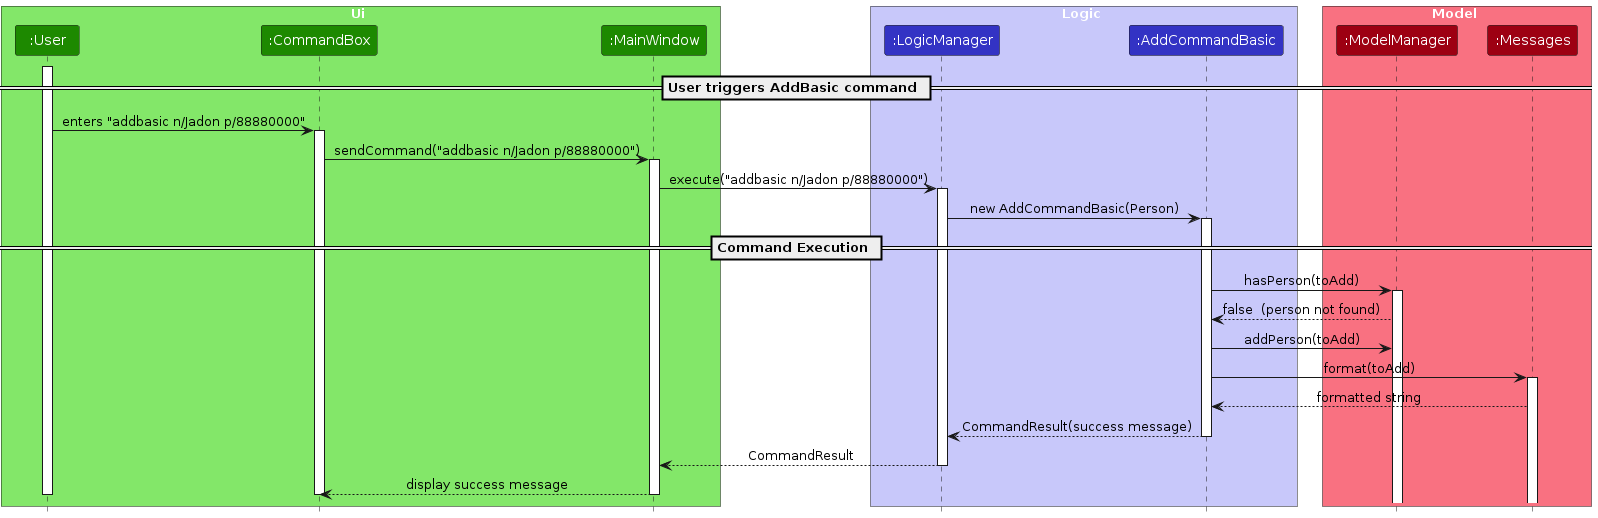 Ui
Logic
Model
:User
:CommandBox
:MainWindow
:LogicManager
:AddCommandBasic
:ModelManager
:Messages
User triggers AddBasic command
enters "addbasic n/Jadon p/88880000"
sendCommand("addbasic n/Jadon p/88880000")
execute("addbasic n/Jadon p/88880000")
new AddCommandBasic(Person)
Command Execution
hasPerson(toAdd)
false  (person not found)
addPerson(toAdd)
format(toAdd)
formatted string
CommandResult(success message)
CommandResult
display success message